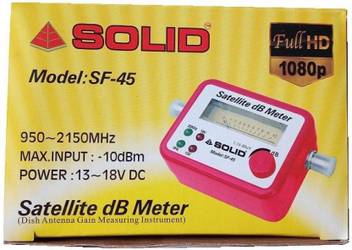 SOLID
Full HD
1080p
Model:SF-45
950~2150MHz
MAX.INPUT : -10dBm
POWER : 13~18V DC
Satellite dB Meter
dB
SOLID
Model SF-45
Satellite dB Meter
(Dish Antenna Gain Measuring Instrument)